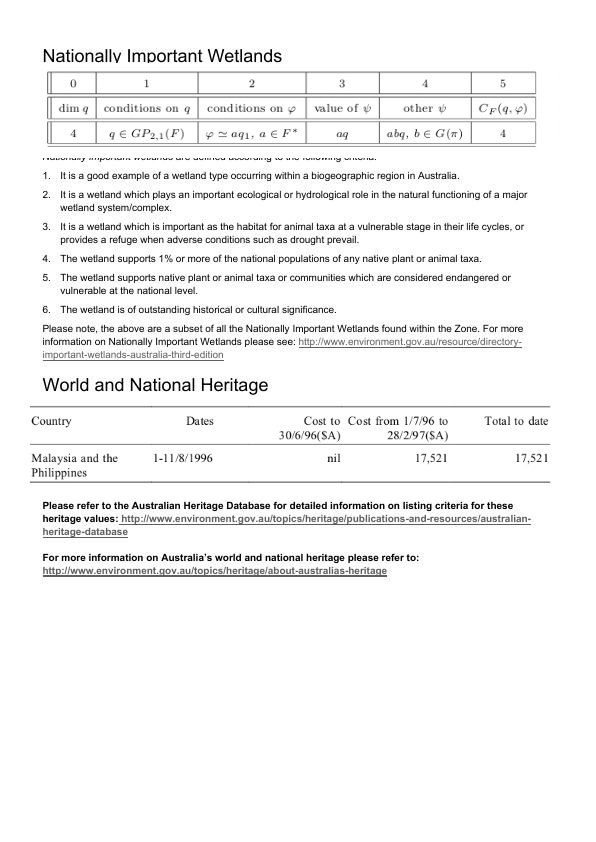 Nationally Important Wetlands
0 1 2 3 4 5
dim q conditions on q conditions on φ value of ψ other ψ C_F(q, φ)
4 q ∈ GP_{2,1}(F) φ ≃ aq₁, a ∈ F* aq abq, b ∈ G(π) 4
Nationally important wetlands are defined according to the following criteria:
1. It is a good example of a wetland type occurring within a biogeographic region in Australia.
2. It is a wetland which plays an important ecological or hydrological role in the natural functioning of a major
wetland system/complex.
3. It is a wetland which is important as the habitat for animal taxa at a vulnerable stage in their life cycles, or
provides a refuge when adverse conditions such as drought prevail.
4. The wetland supports 1% or more of the national populations of any native plant or animal taxa.
5. The wetland supports native plant or animal taxa or communities which are considered endangered or
vulnerable at the national level.
6. The wetland is of outstanding historical or cultural significance.
Please note, the above are a subset of all the Nationally Important Wetlands found within the Zone. For more
information on Nationally Important Wetlands please see: http://www.environment.gov.au/resource/directory-
important-wetlands-australia-third-edition
World and National Heritage
Country Dates Cost to Cost from 1/7/96 to Total to date
30/6/96($A) 28/2/97($A)
Malaysia and the 1-11/8/1996 nil 17,521 17,521
Philippines
Please refer to the Australian Heritage Database for detailed information on listing criteria for these
heritage values: http://www.environment.gov.au/topics/heritage/publications-and-resources/australian-
heritage-database
For more information on Australia's world and national heritage please refer to:
http://www.environment.gov.au/topics/heritage/about-australias-heritage